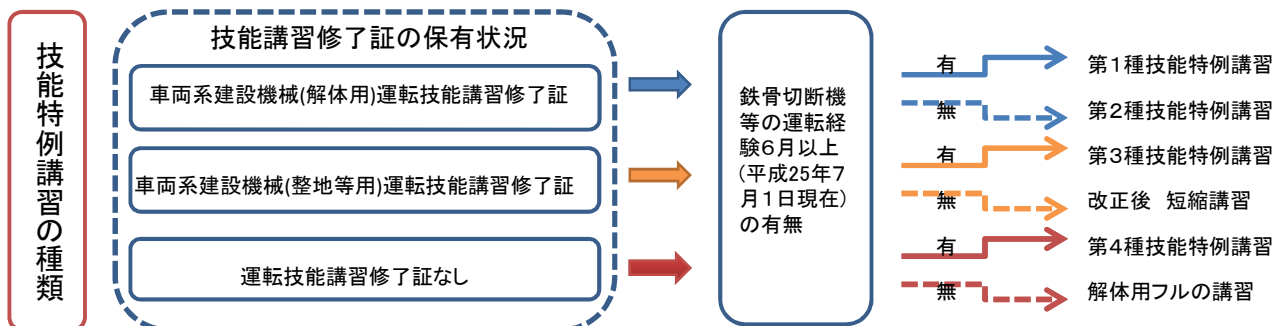 技能特例講習の種類
技能講習修了証の保有状況
車両系建設機械(解体用)運転技能講習修了証
車両系建設機械(整地等用)運転技能講習修了証
運転技能講習修了証なし
鉄骨切断機
等の運転経
験6月以上
(平成25年7
月1日現在)
の有無
有 第1種技能特例講習
無 第2種技能特例講習
有 第3種技能特例講習
無 改正後 短縮講習
有 第4種技能特例講習
無 解体用フルの講習